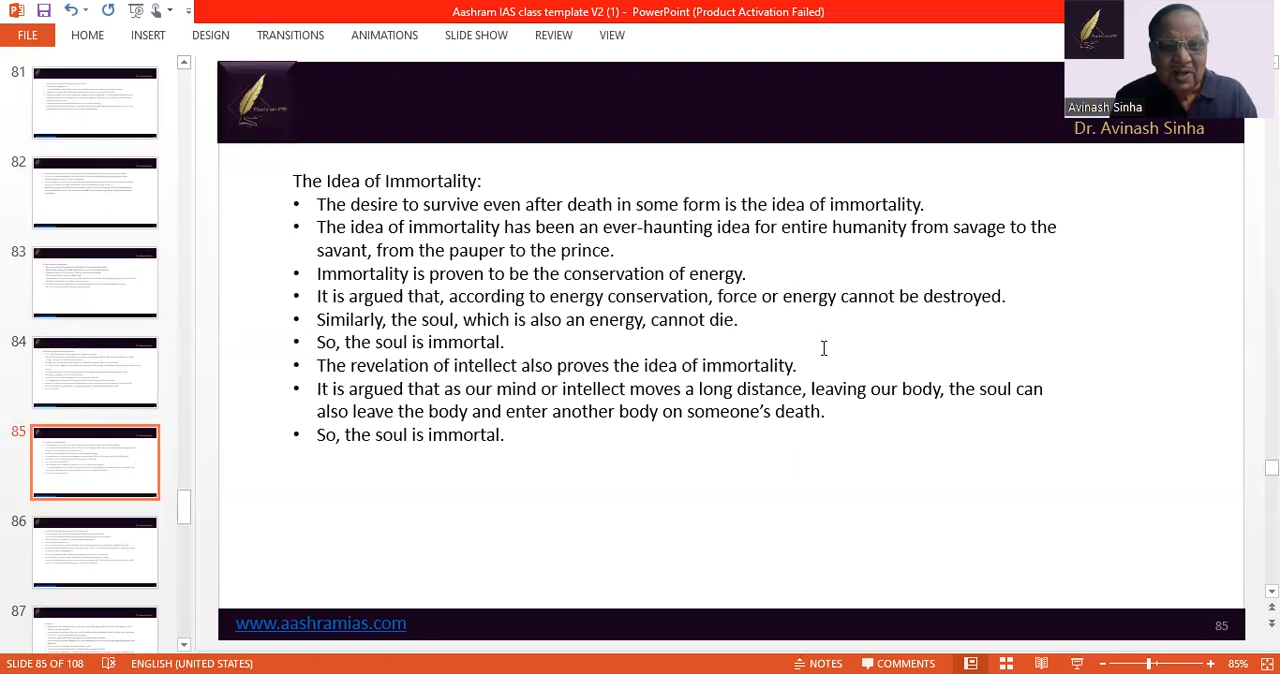 Aashram IAS class template V2 (1) - PowerPoint (Product Activation Failed)
FILE HOME INSERT DESIGN TRANSITIONS ANIMATIONS SLIDE SHOW REVIEW VIEW
Avinash Sinha
Dr. Avinash Sinha
81
82
83
84
85
86
87
The Idea of Immortality:
• The desire to survive even after death in some form is the idea of immortality.
• The idea of immortality has been an ever-haunting idea for entire humanity from savage to the
savant, from the pauper to the prince.
• Immortality is proven to be the conservation of energy.
• It is argued that, according to energy conservation, force or energy cannot be destroyed.
• Similarly, the soul, which is also an energy, cannot die.
• So, the soul is immortal.
• The revelation of intellect also proves the idea of immortality.
• It is argued that as our mind or intellect moves a long distance, leaving our body, the soul can
also leave the body and enter another body on someone’s death.
• So, the soul is immortal.
www.aashramias.com
85
SLIDE 85 OF 108 ENGLISH (UNITED STATES) NOTES COMMENTS 85%